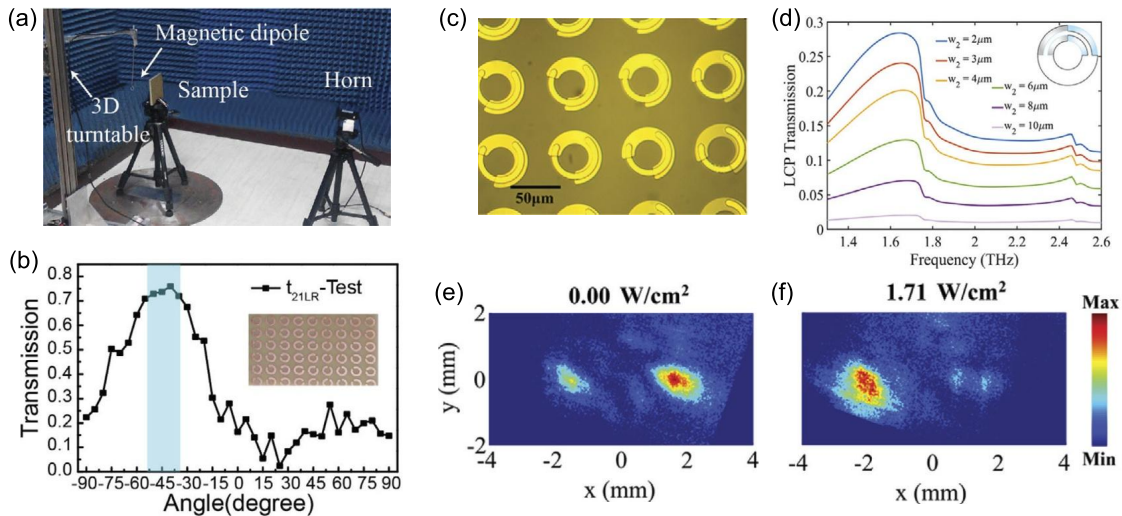 (a)
Magnetic dipole
Horn
Sample
3D
turntable
(b)
Transmission
0.8
0.7
0.6
0.5
0.4
0.3
0.2
0.1
0.0
t21LR-Test
-90 -75 -60 -45 -30 -15 0 15 30 45 60 75 90
Angle(degree)
(c)
50μm
(d)
LCP Transmission
0.3
0.25
0.2
0.15
0.1
0.05
0
w2 = 2μm
w2 = 3μm
w2 = 4μm
w2 = 6μm
w2 = 8μm
w2 = 10μm
1.4 1.6 1.8 2 2.2 2.4 2.6
Frequency (THz)
(e)
0.00 W/cm²
y (mm)
2
0
-2
-4 -2 0 2 4
x (mm)
(f)
1.71 W/cm²
-4 -2 0 2 4
x (mm)
Max
Min